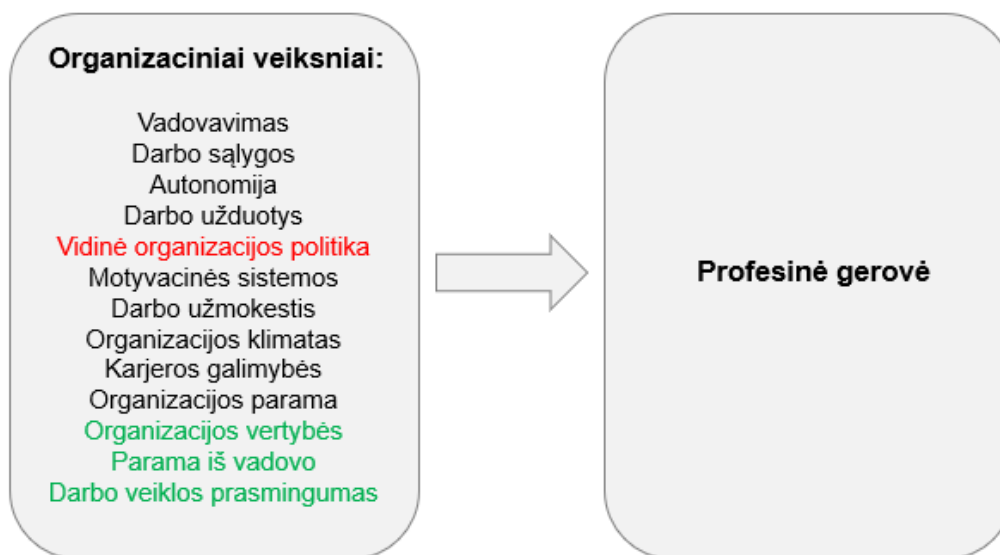 Organizaciniai veiksniai:
Vadovavimas
Darbo sąlygos
Autonomija
Darbo užduotys
Vidinė organizacijos politika
Motyvacinės sistemos
Darbo užmokestis
Organizacijos klimatas
Karjeros galimybės
Organizacijos parama
Organizacijos vertybės
Parama iš vadovo
Darbo veiklos prasmingumas
Profesinė gerovė